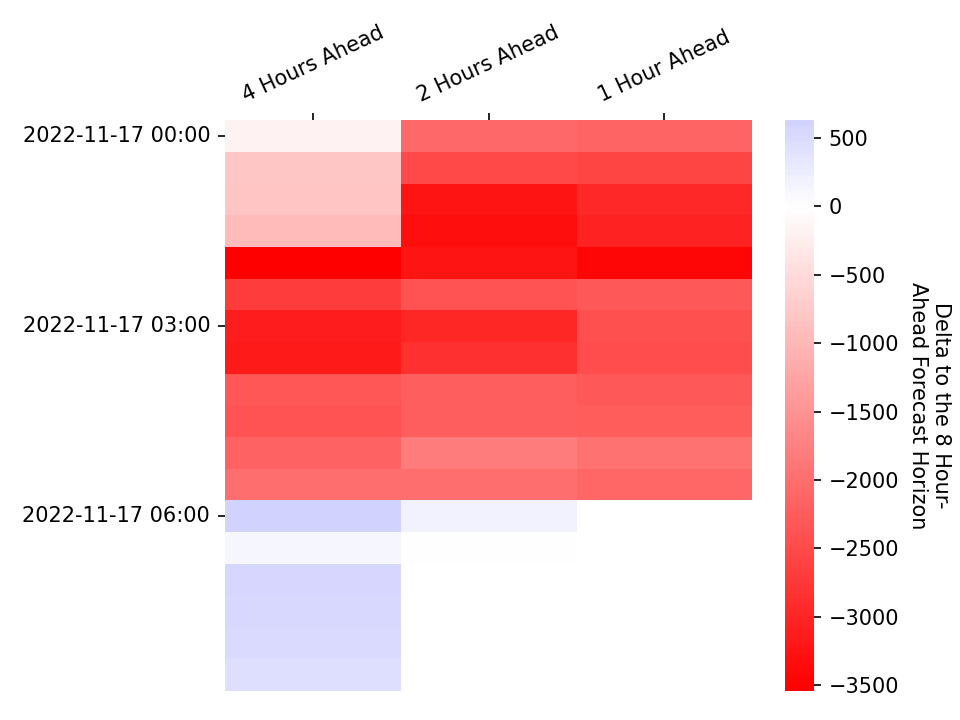 4 Hours Ahead
2 Hours Ahead
1 Hour Ahead
2022-11-17 00:00
2022-11-17 03:00
2022-11-17 06:00
500
0
−500
−1000
−1500
−2000
−2500
−3000
−3500
Delta to the 8 Hour-
Ahead Forecast Horizon